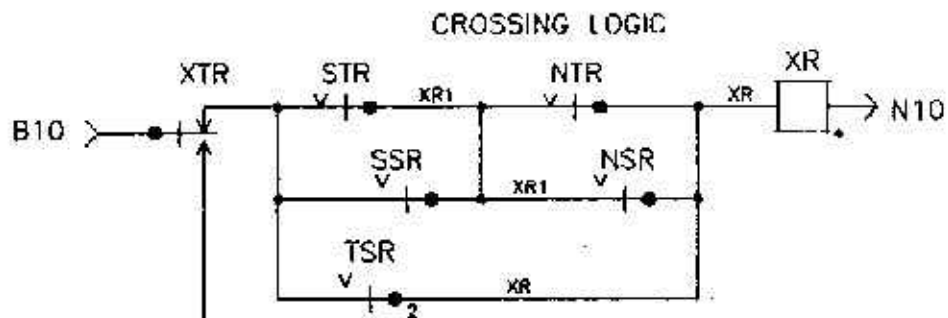 CROSSING LOGIC
XTR STR XR1 NTR XR XR
B10 N10
SSR XR1 NSR
TSR XR
2